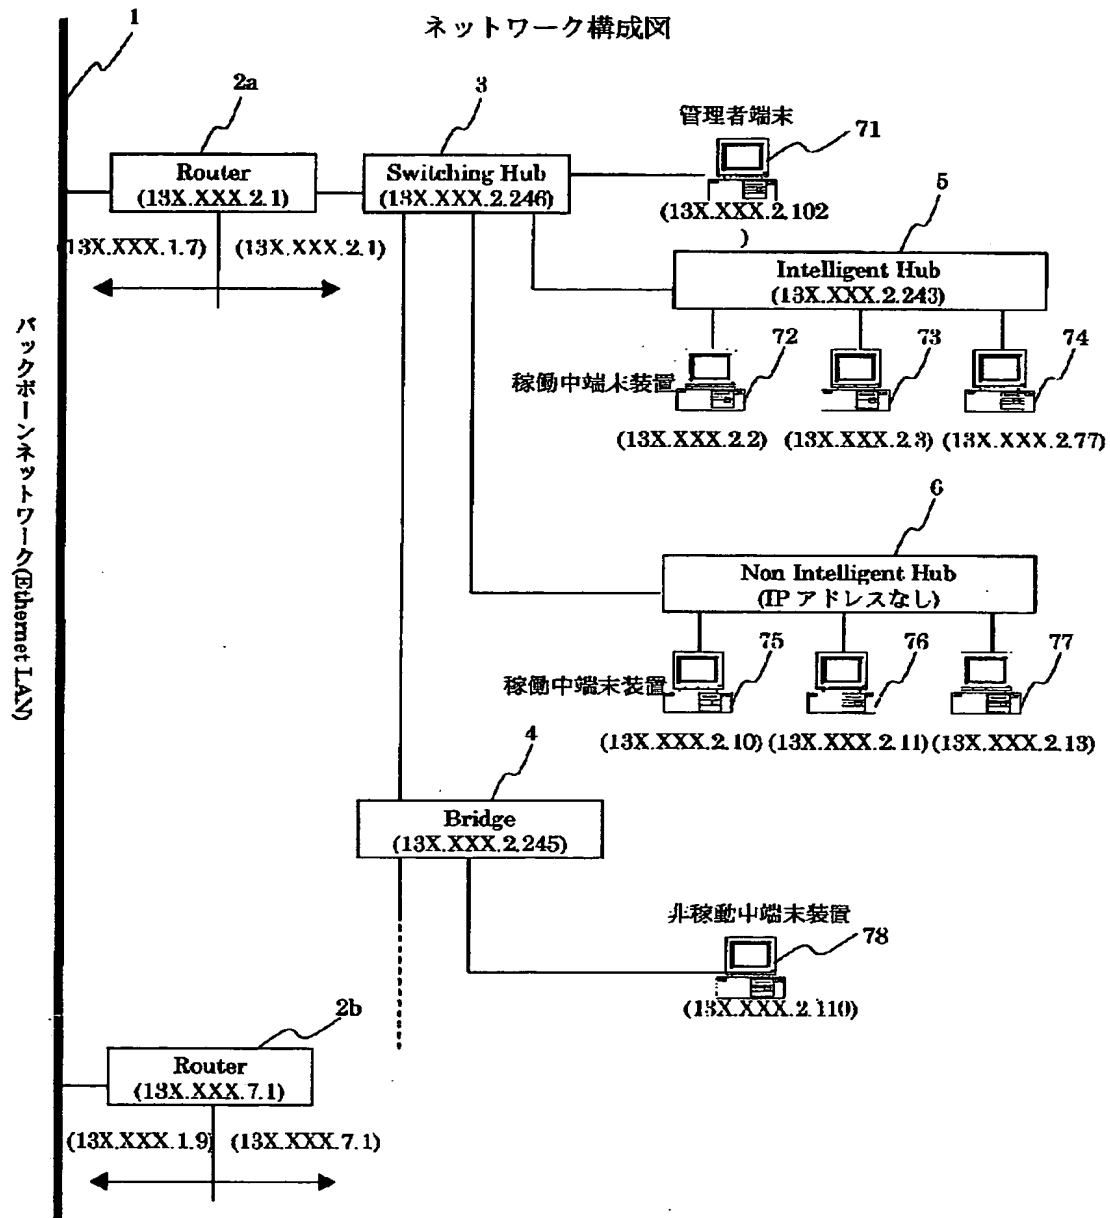 ネットワーク構成図
1
2a
3
管理者端末
71
Router
(13X.XXX.2.1)
Switching Hub
(13X.XXX.2.246)
(13X.XXX.2.102
)
5
(13X.XXX.1.7)
(13X.XXX.2.1)
Intelligent Hub
(13X.XXX.2.243)
72
73
74
稼働中端末装置
(13X.XXX.2.2)
(13X.XXX.2.3)
(13X.XXX.2.77)
バックボーンネットワーク(Ethernet LAN)
6
Non Intelligent Hub
(IP アドレスなし)
75
76
77
稼働中端末装置
(13X.XXX.2.10)
(13X.XXX.2.11)
(13X.XXX.2.13)
4
Bridge
(13X.XXX.2.245)
非稼動中端末装置
78
(13X.XXX.2.110)
2b
Router
(13X.XXX.7.1)
(13X.XXX.1.9)
(13X.XXX.7.1)